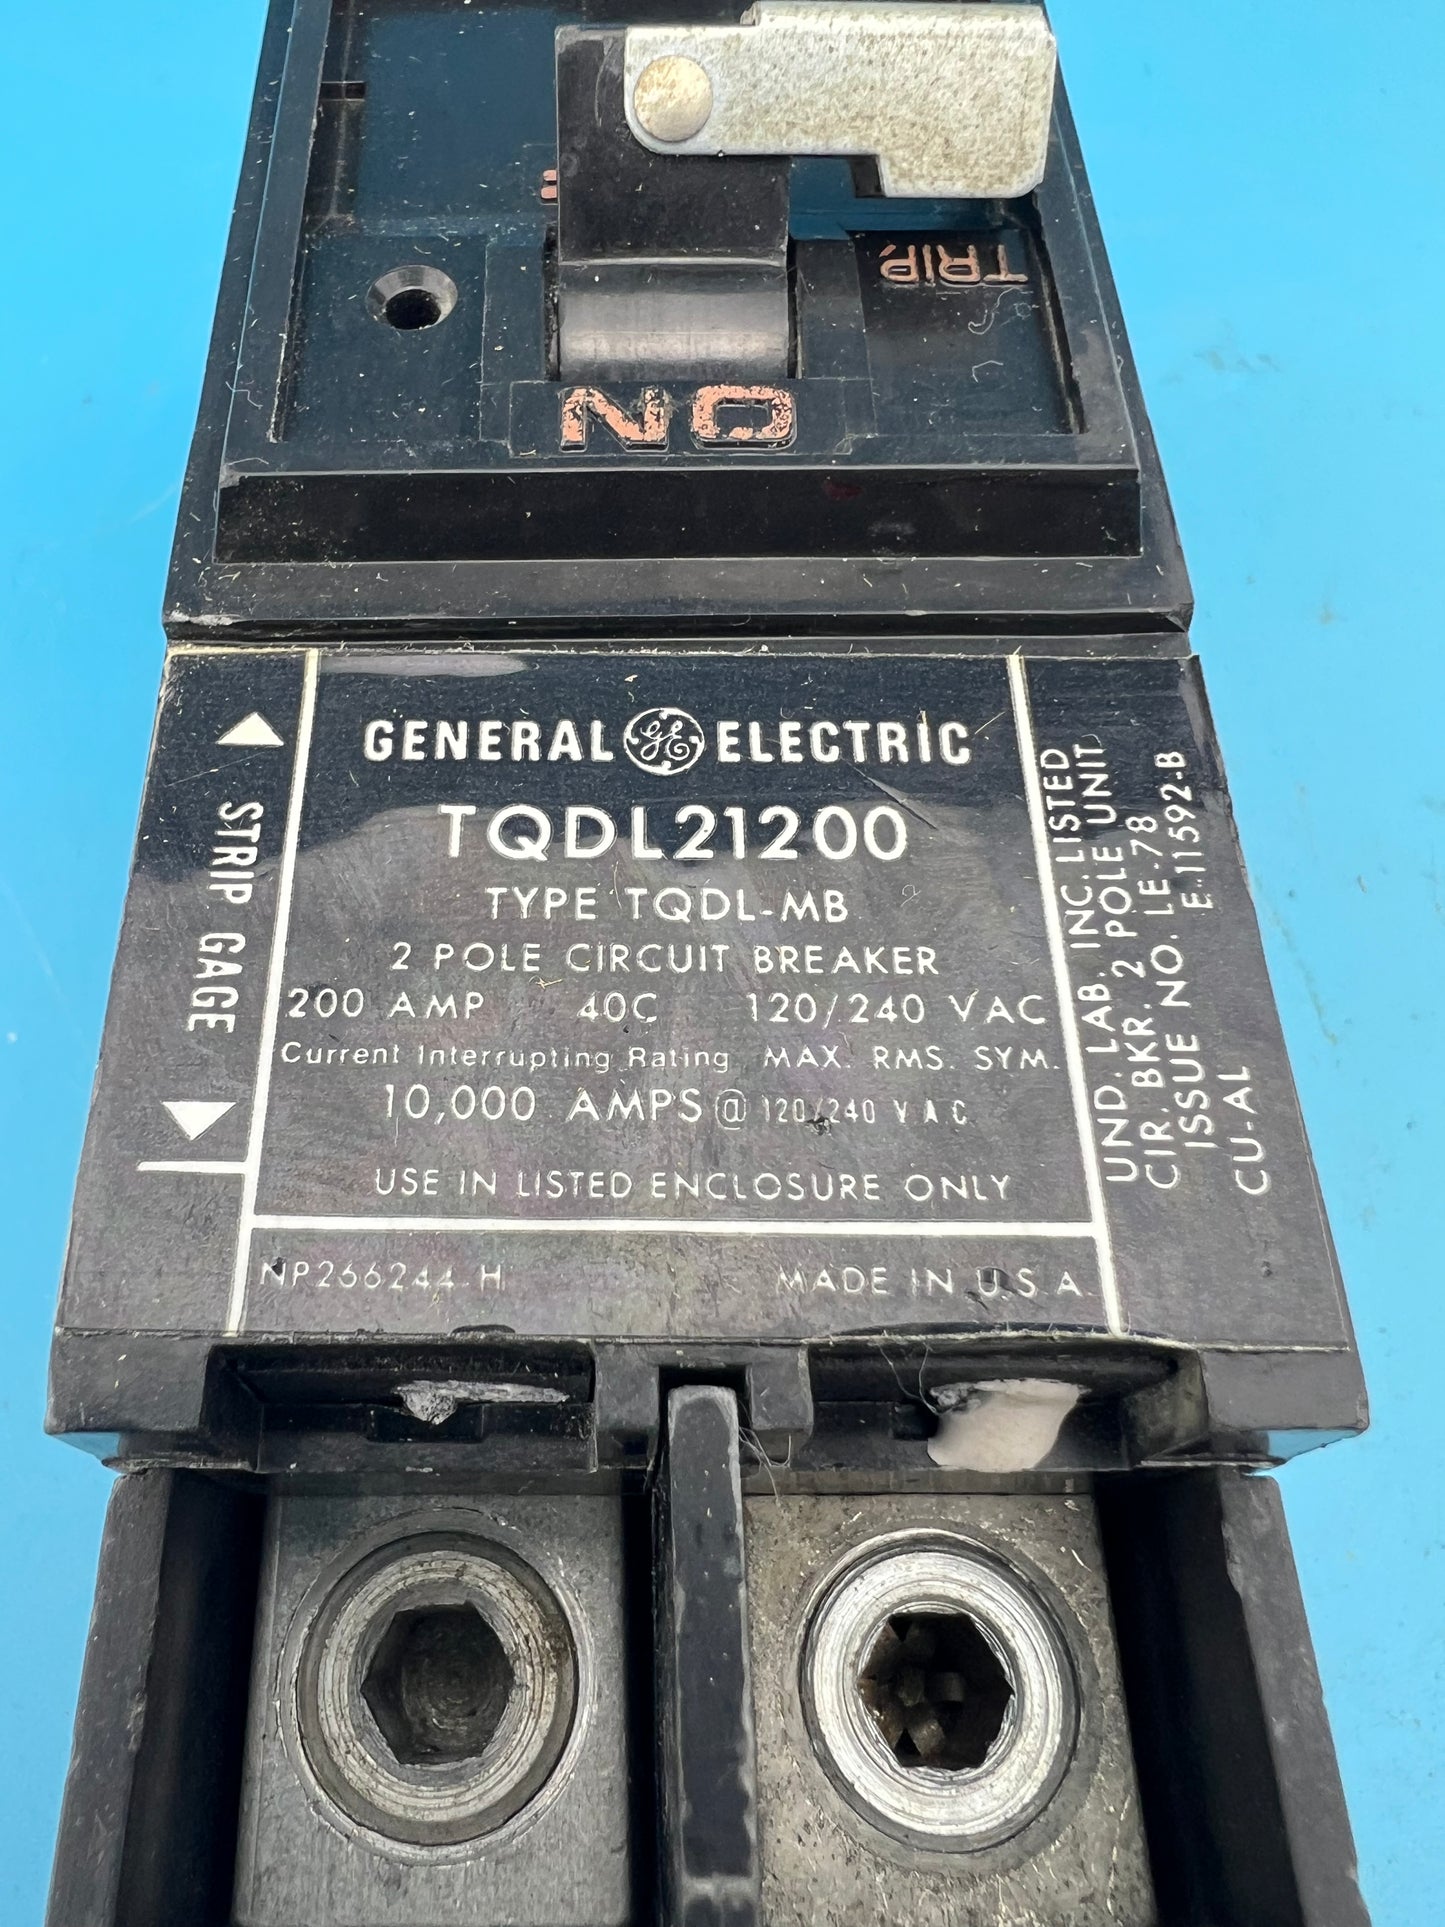 TRIP
ON
GENERAL GE ELECTRIC
TQDL21200
TYPE TQDL-MB
2 POLE CIRCUIT BREAKER
200 AMP 40C 120/240 VAC
Current Interrupting Rating MAX. RMS. SYM.
10,000 AMPS @ 120/240 VAC
USE IN LISTED ENCLOSURE ONLY
NP266244-H MADE IN U.S.A.
STRIP GAGE
UND. LAB. INC. LISTED
CIR. BKR. 2 POLE UNIT
ISSUE NO. LE-78
E-11592-B
CU-AL